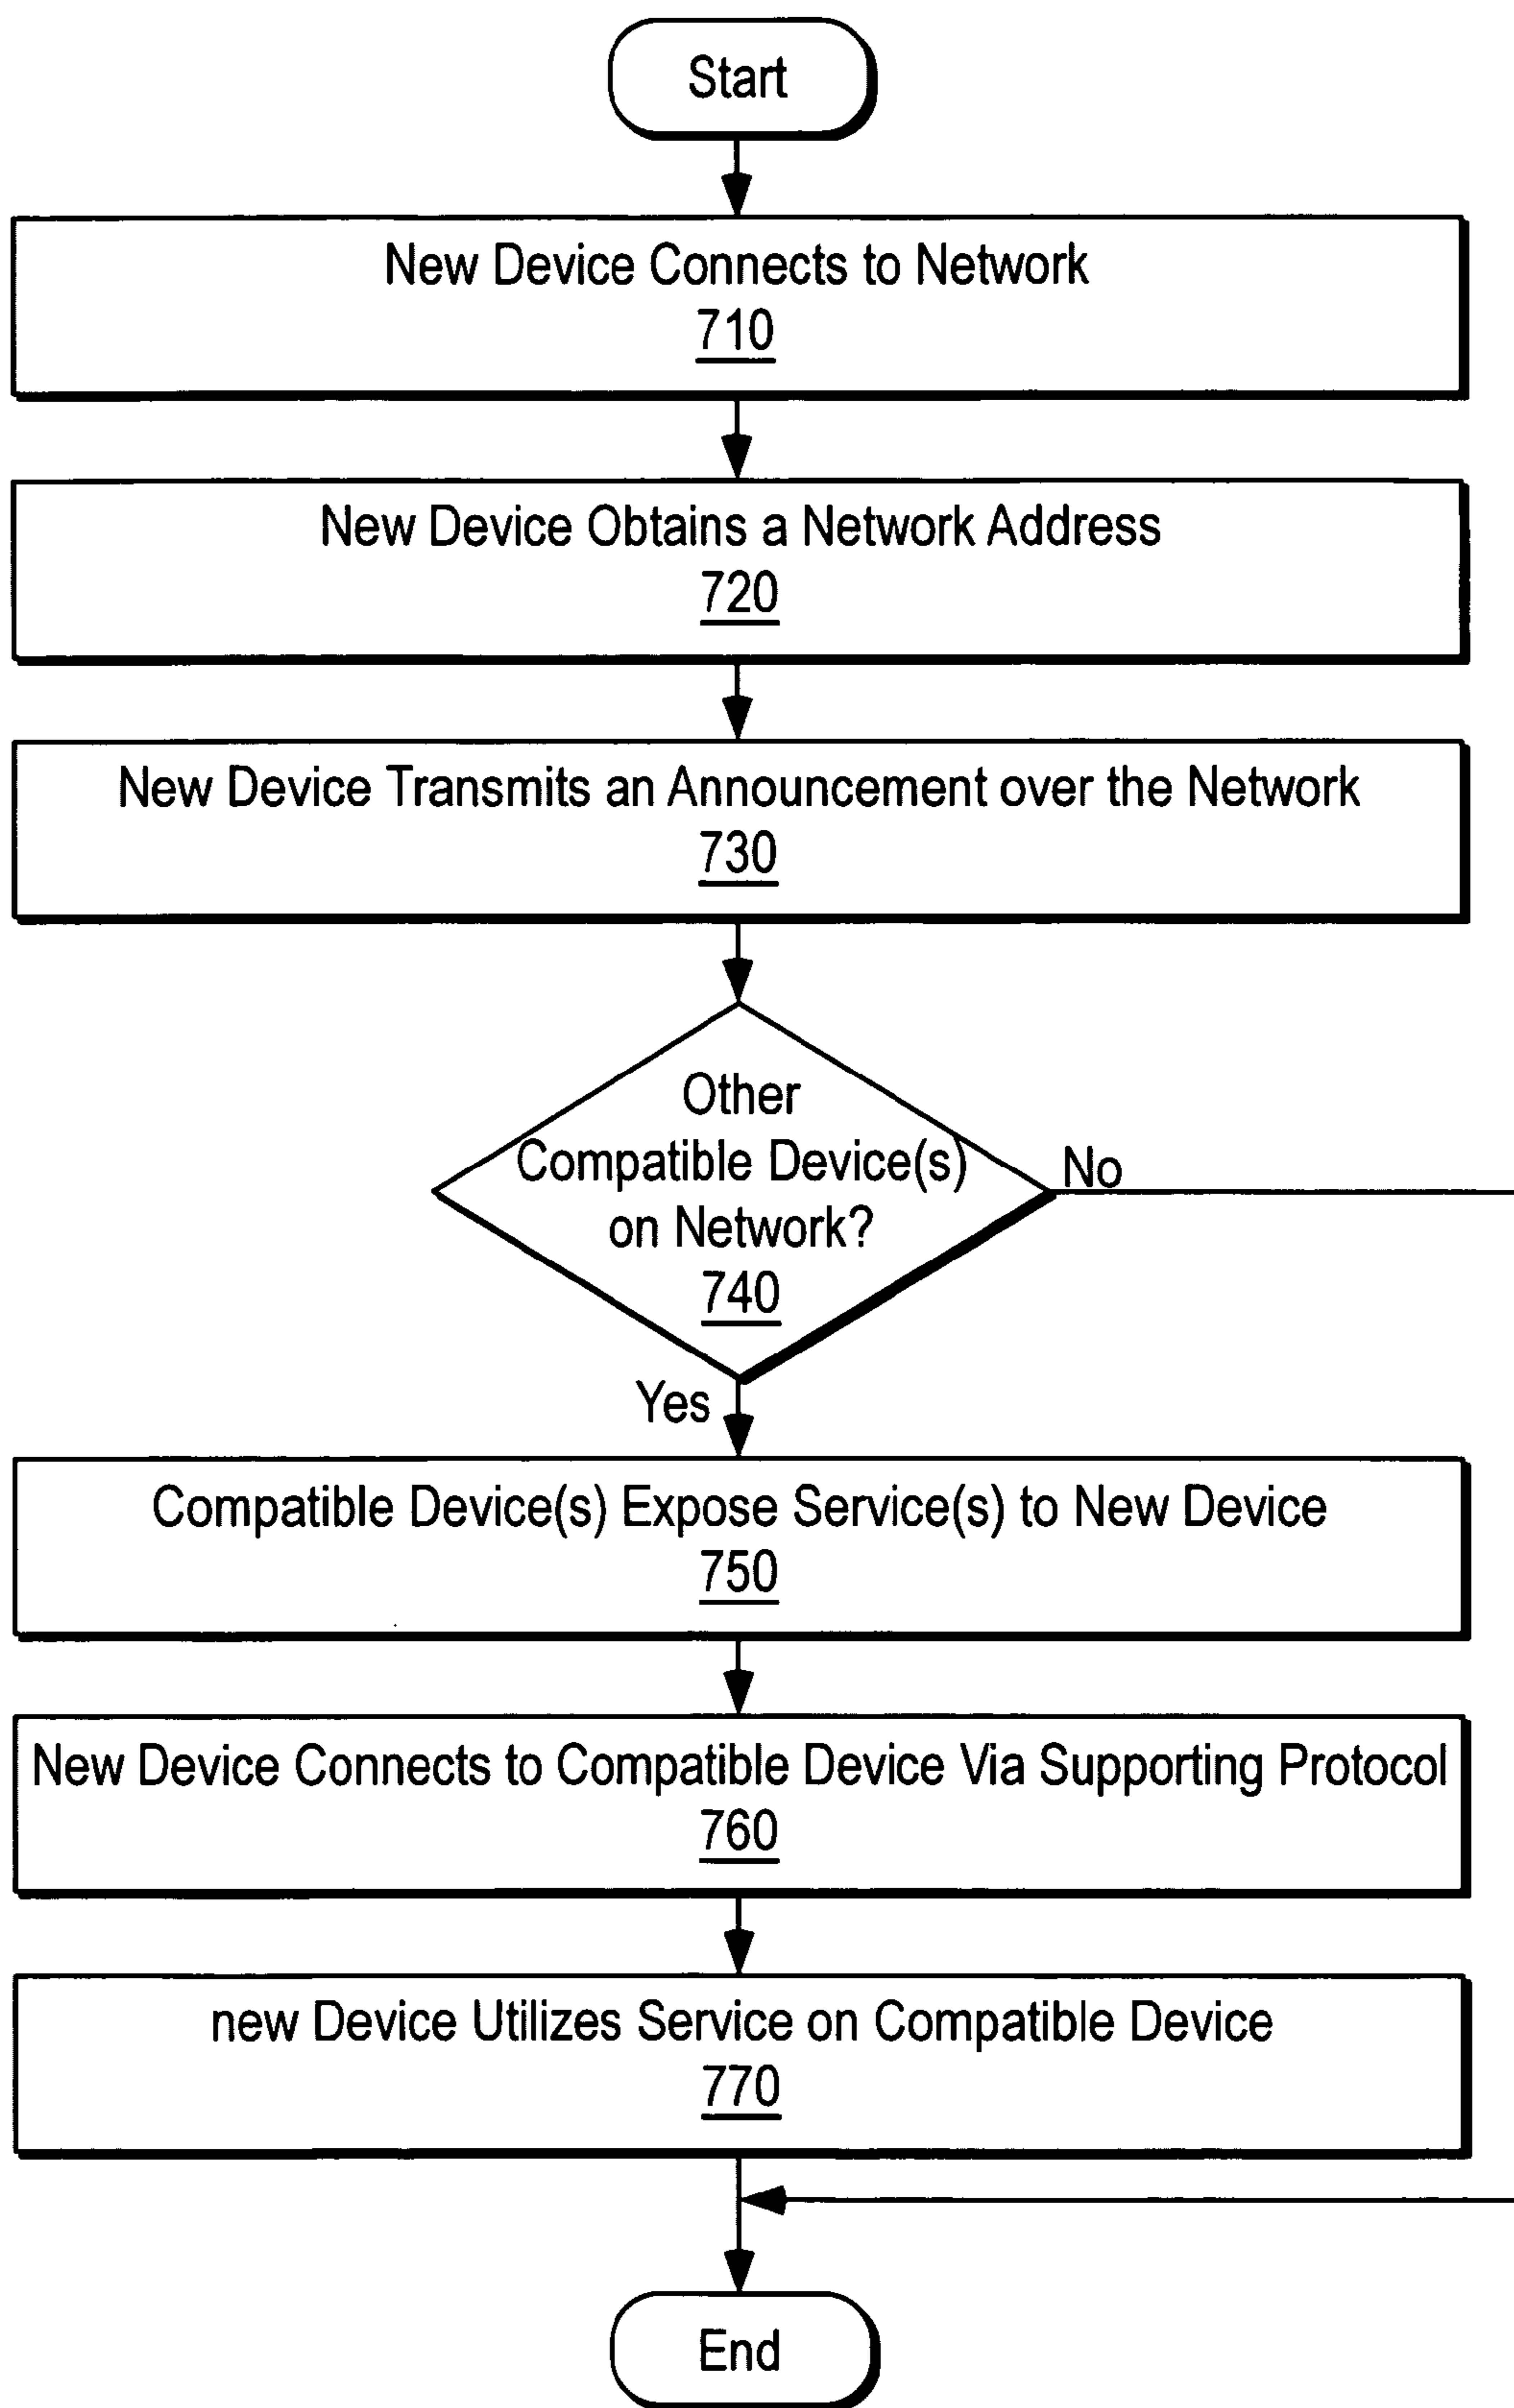 Start
New Device Connects to Network
710
New Device Obtains a Network Address
720
New Device Transmits an Announcement over the Network
730
Other
Compatible Device(s)
on Network?
740
No
Yes
Compatible Device(s) Expose Service(s) to New Device
750
New Device Connects to Compatible Device Via Supporting Protocol
760
new Device Utilizes Service on Compatible Device
770
End